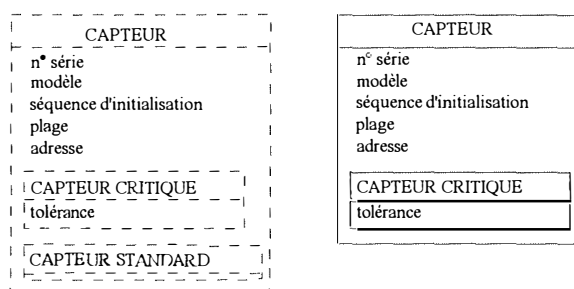 CAPTEUR
n° série
modèle
séquence d'initialisation
plage
adresse
CAPTEUR CRITIQUE
tolérance
CAPTEUR STANDARD
CAPTEUR
n° série
modèle
séquence d'initialisation
plage
adresse
CAPTEUR CRITIQUE
tolérance